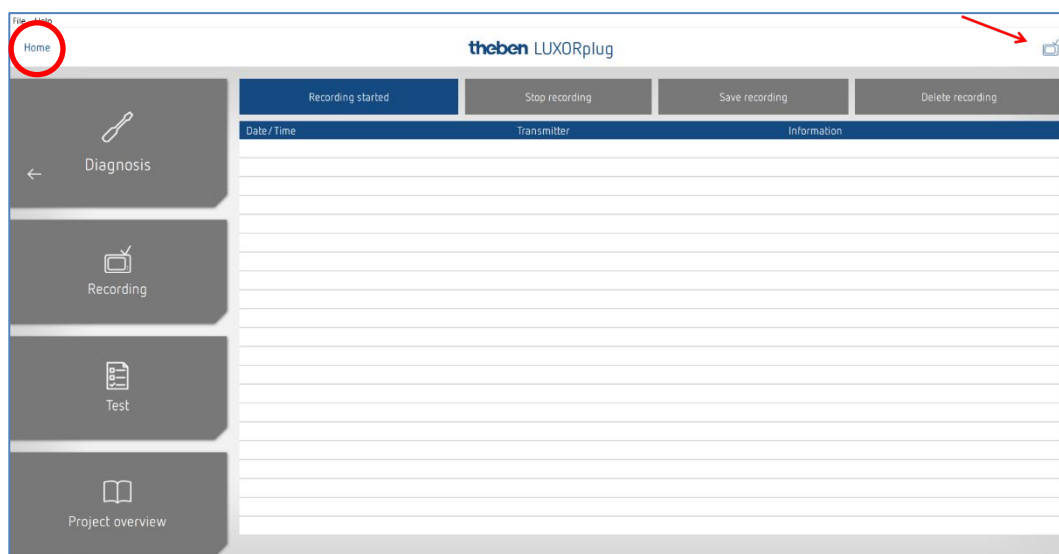 File Help
Home
theben LUXORplug
Recording started Stop recording Save recording Delete recording
Date/Time Transmitter Information
Diagnosis
Recording
Test
Project overview